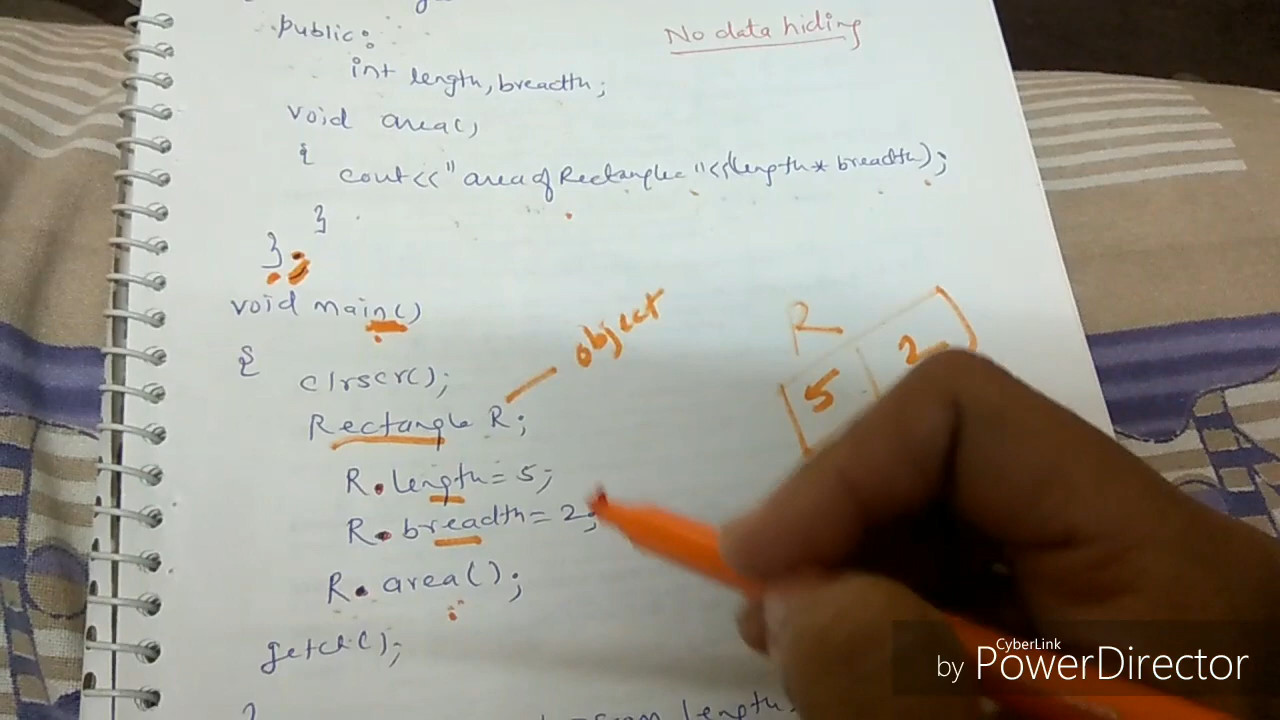 public:
No data hiding
int length, breadth;
void area()
{
cout<<"area of Rectangle "<<(length * breadth);
}
};
void main()
{
clrscr();
object
Rectangle R;
R
5 2
R.length = 5;
R.breadth = 2;
R.area();
getch();
}
length
by CyberLink PowerDirector